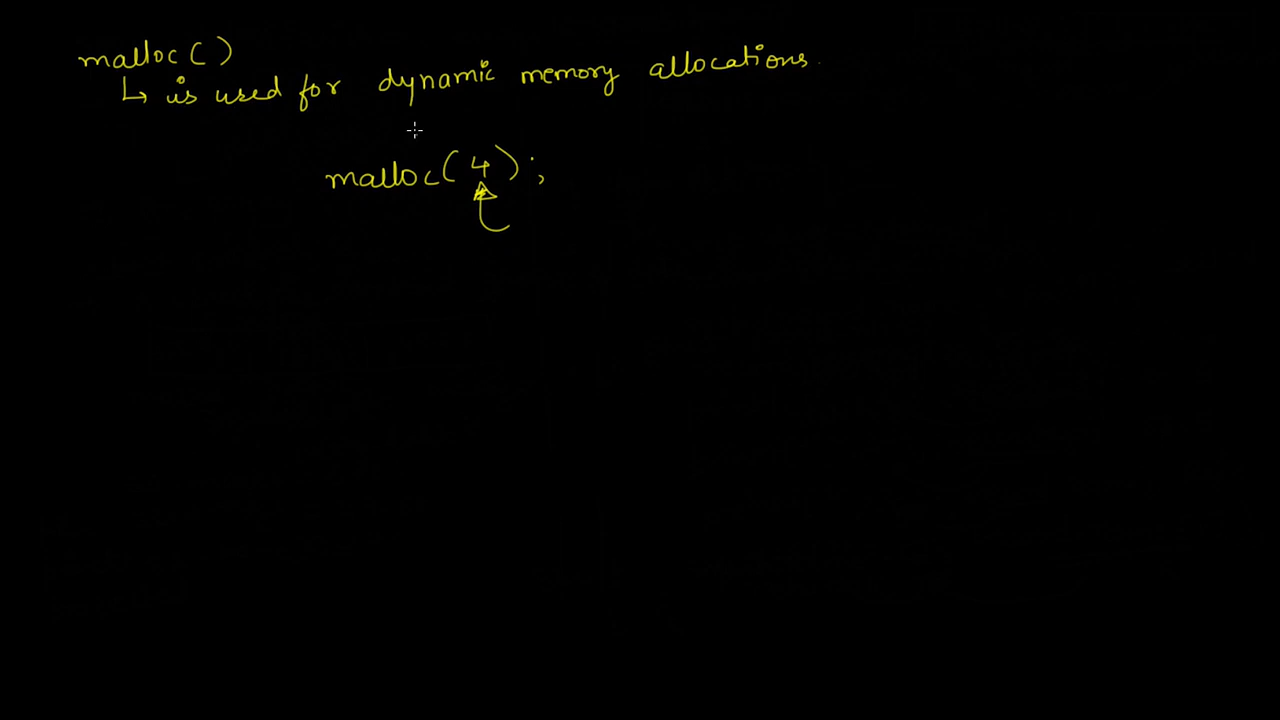 malloc()
↳ is used for dynamic memory allocations.
malloc(4);